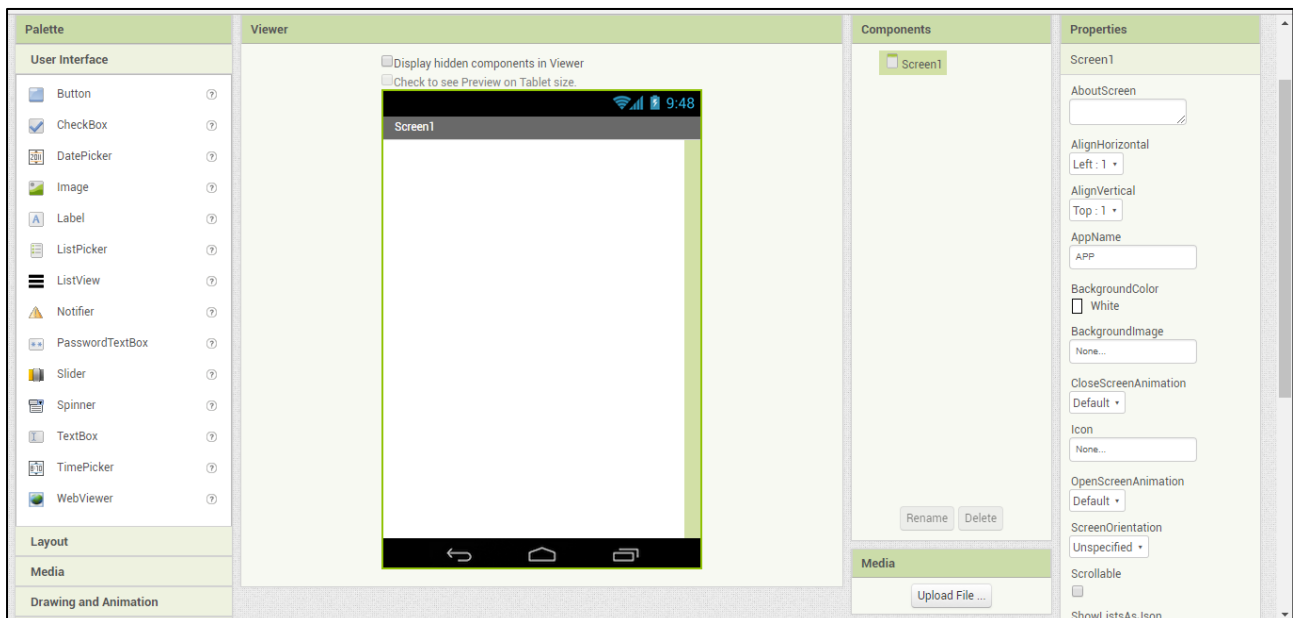 Palette
User Interface
Button
CheckBox
DatePicker
Image
Label
ListPicker
ListView
Notifier
PasswordTextBox
Slider
Spinner
TextBox
TimePicker
WebViewer
Layout
Media
Drawing and Animation
Viewer
Display hidden components in Viewer
Check to see Preview on Tablet size.
9:48
Screen1
Components
Screen1
Rename Delete
Media
Upload File ...
Properties
Screen1
AboutScreen
AlignHorizontal
Left : 1
AlignVertical
Top : 1
AppName
APP
BackgroundColor
White
BackgroundImage
None...
CloseScreenAnimation
Default
Icon
None...
OpenScreenAnimation
Default
ScreenOrientation
Unspecified
Scrollable
ShowListsAsJson